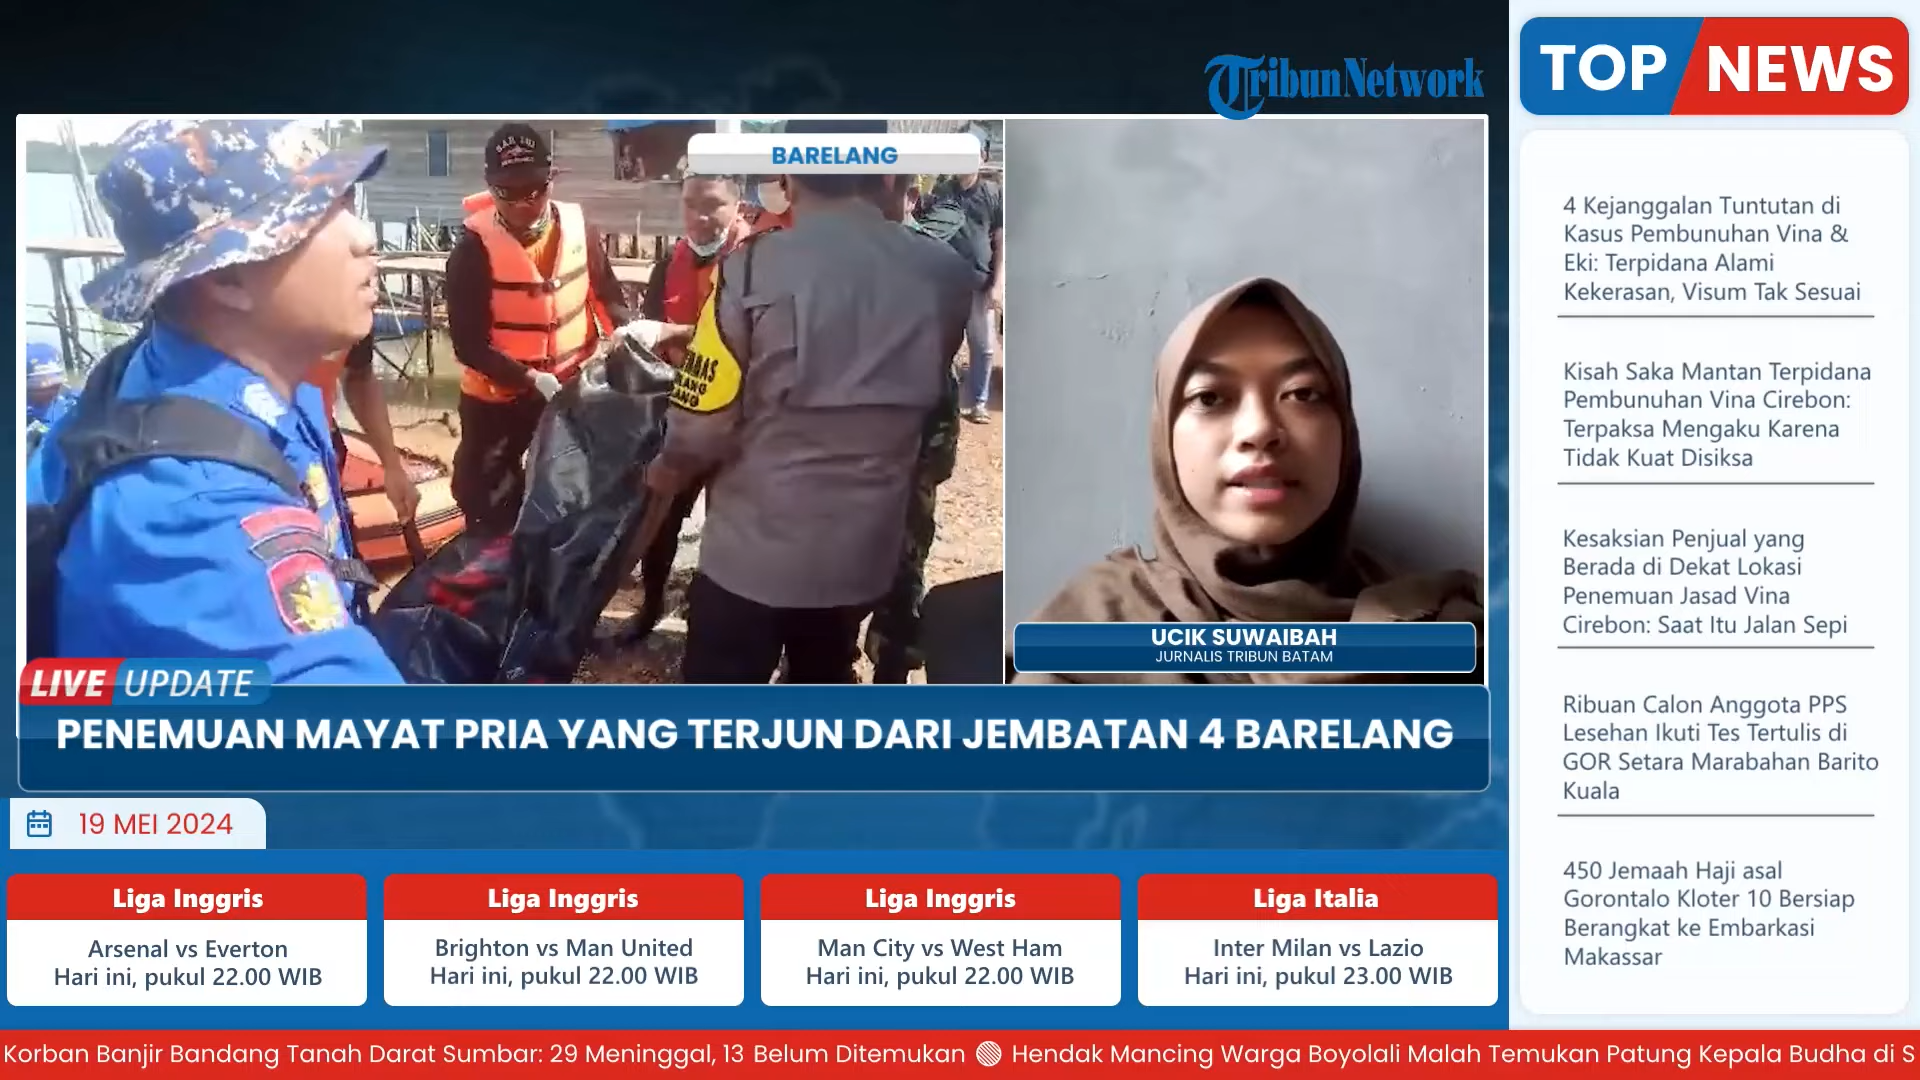 TribunNetwork
TOP NEWS
BARELANG
SAR
UCIK SUWAIBAH
JURNALIS TRIBUN BATAM
LIVE UPDATE
PENEMUAN MAYAT PRIA YANG TERJUN DARI JEMBATAN 4 BARELANG
19 MEI 2024
Liga Inggris
Arsenal vs Everton
Hari ini, pukul 22.00 WIB
Liga Inggris
Brighton vs Man United
Hari ini, pukul 22.00 WIB
Liga Inggris
Man City vs West Ham
Hari ini, pukul 22.00 WIB
Liga Italia
Inter Milan vs Lazio
Hari ini, pukul 23.00 WIB
4 Kejanggalan Tuntutan di
Kasus Pembunuhan Vina &
Eki: Terpidana Alami
Kekerasan, Visum Tak Sesuai
Kisah Saka Mantan Terpidana
Pembunuhan Vina Cirebon:
Terpaksa Mengaku Karena
Tidak Kuat Disiksa
Kesaksian Penjual yang
Berada di Dekat Lokasi
Penemuan Jasad Vina
Cirebon: Saat Itu Jalan Sepi
Ribuan Calon Anggota PPS
Lesehan Ikuti Tes Tertulis di
GOR Setara Marabahan Barito
Kuala
450 Jemaah Haji asal
Gorontalo Kloter 10 Bersiap
Berangkat ke Embarkasi
Makassar
Korban Banjir Bandang Tanah Datar Sumbar: 29 Meninggal, 13 Belum Ditemukan Hendak Mancing Warga Boyolali Malah Temukan Patung Kepala Budha di S